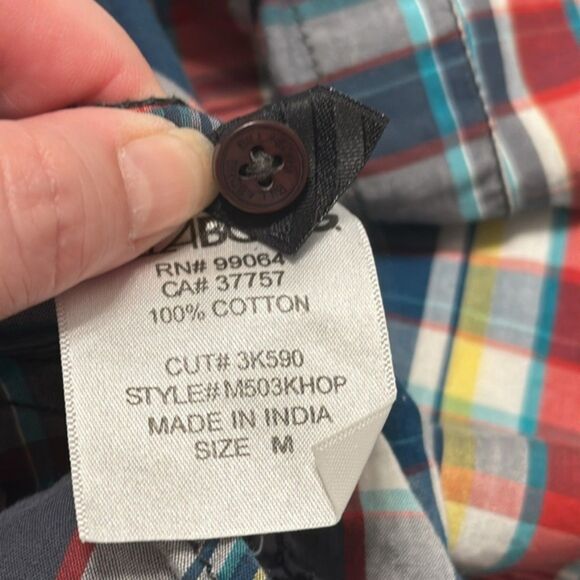 RN# 99064
CA# 37757
100% COTTON
CUT# 3K590
STYLE#M503KHOP
MADE IN INDIA
SIZE M